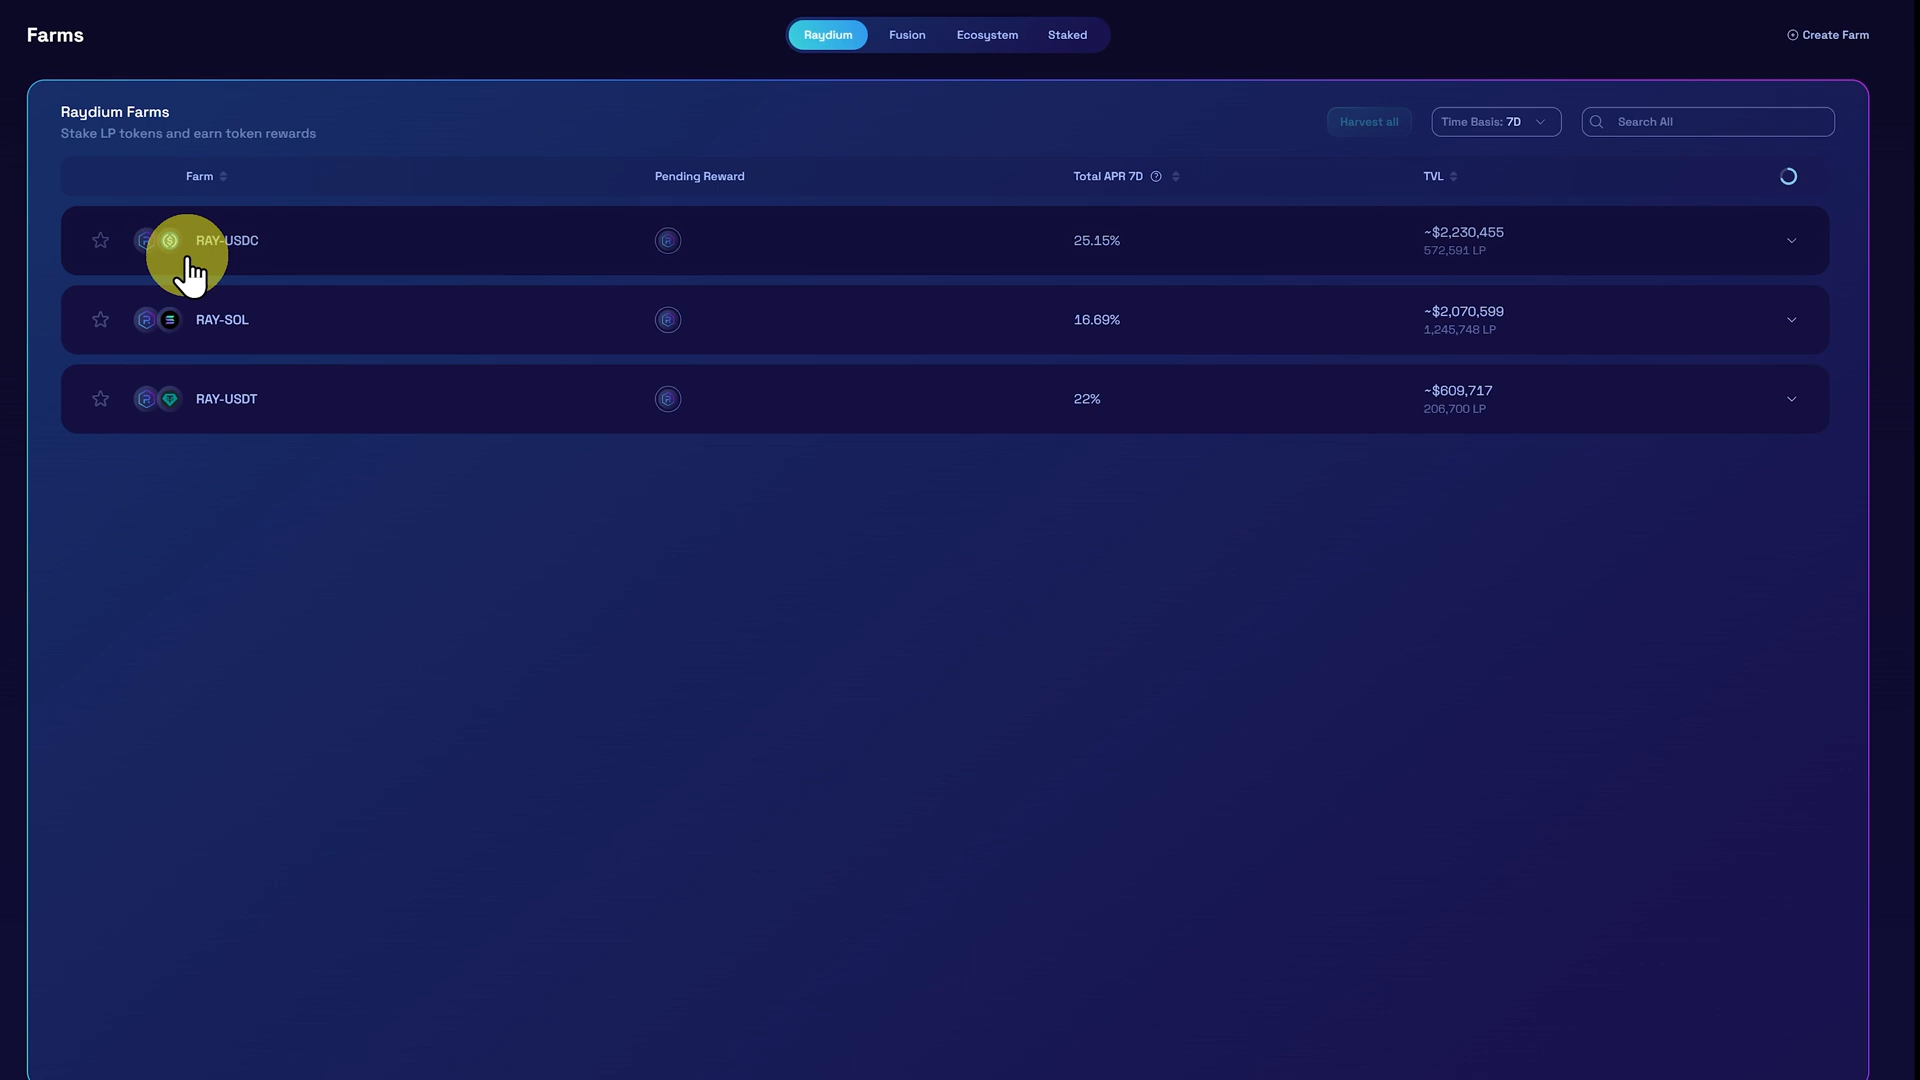 Farms
Raydium
Fusion
Ecosystem
Staked
Create Farm
Raydium Farms
Stake LP tokens and earn token rewards
Harvest all
Time Basis: 7D
Search All
Farm
Pending Reward
Total APR 7D
TVL
RAY-USDC
25.15%
~$2,230,455
572,591 LP
RAY-SOL
16.69%
~$2,070,599
1,245,748 LP
RAY-USDT
22%
~$609,717
206,700 LP